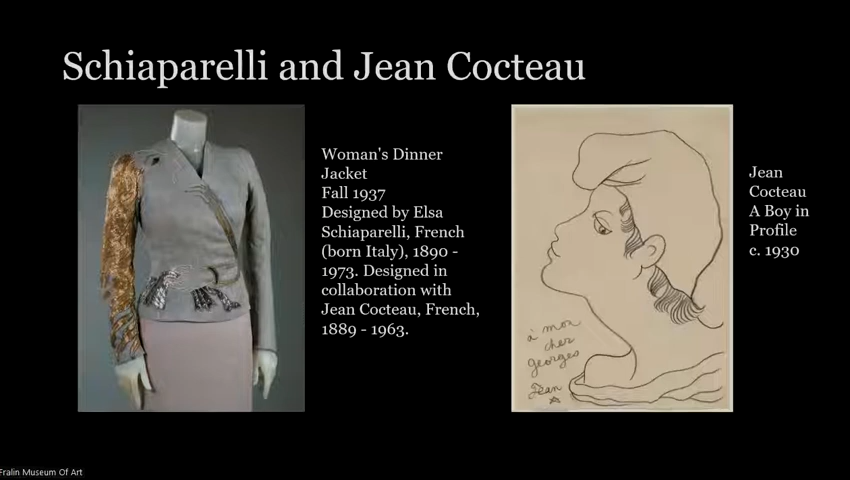 Schiaparelli and Jean Cocteau
Woman's Dinner
Jacket
Fall 1937
Designed by Elsa
Schiaparelli, French
(born Italy), 1890 -
1973. Designed in
collaboration with
Jean Cocteau, French,
1889 - 1963.
à mon
cher
georges
Jean
Jean
Cocteau
A Boy in
Profile
c. 1930
Fralin Museum Of Art